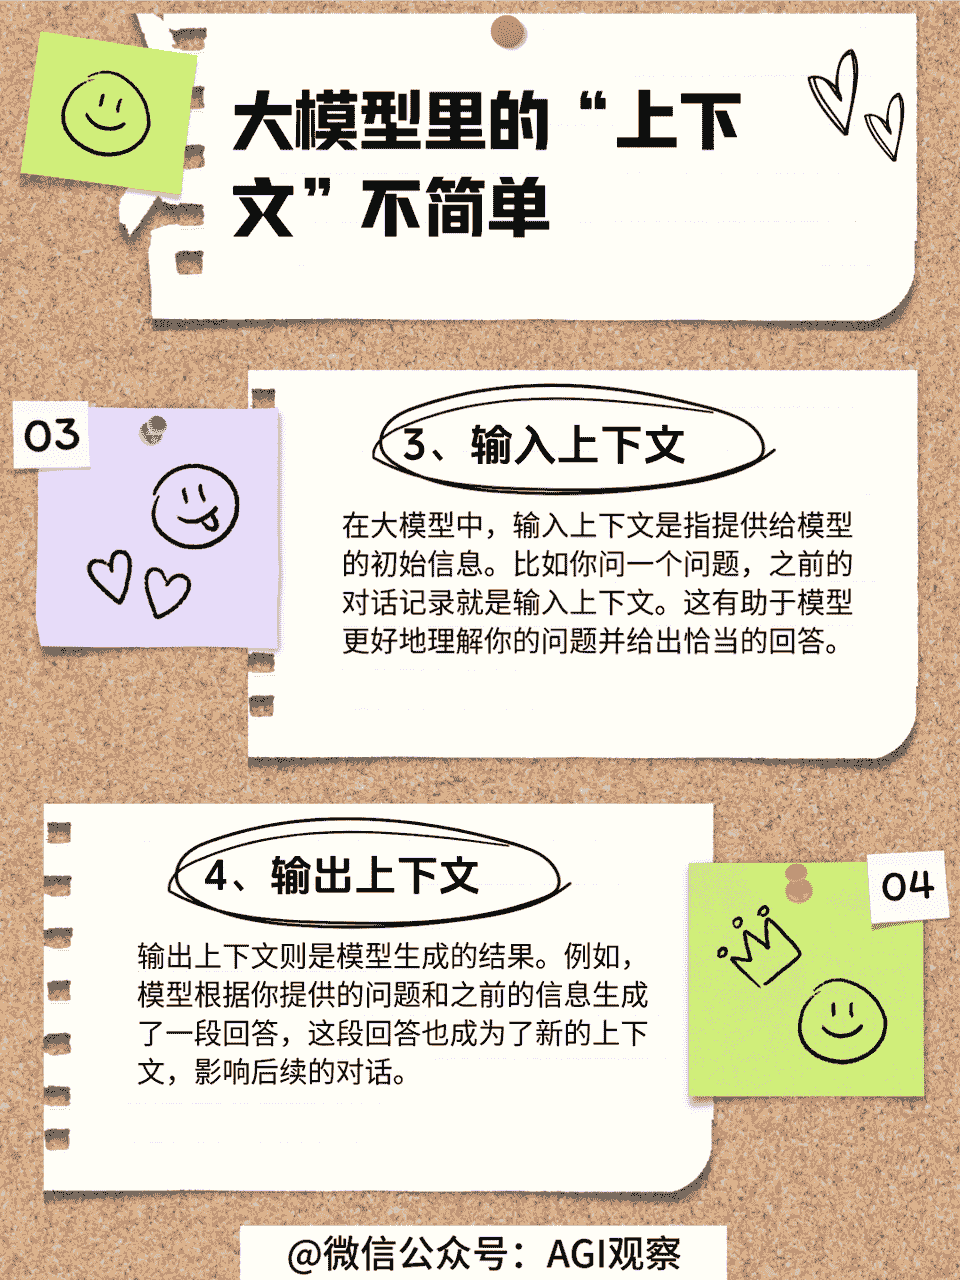 大模型里的“上下
文”不简单
03
3、输入上下文
在大模型中，输入上下文是指提供给模型
的初始信息。比如你问一个问题，之前的
对话记录就是输入上下文。这有助于模型
更好地理解你的问题并给出恰当的回答。
4、输出上下文
04
输出上下文则是模型生成的结果。例如，
模型根据你提供的问题和之前的信息生成
了一段回答，这段回答也成为了新的上下
文，影响后续的对话。
@微信公众号：AGI观察